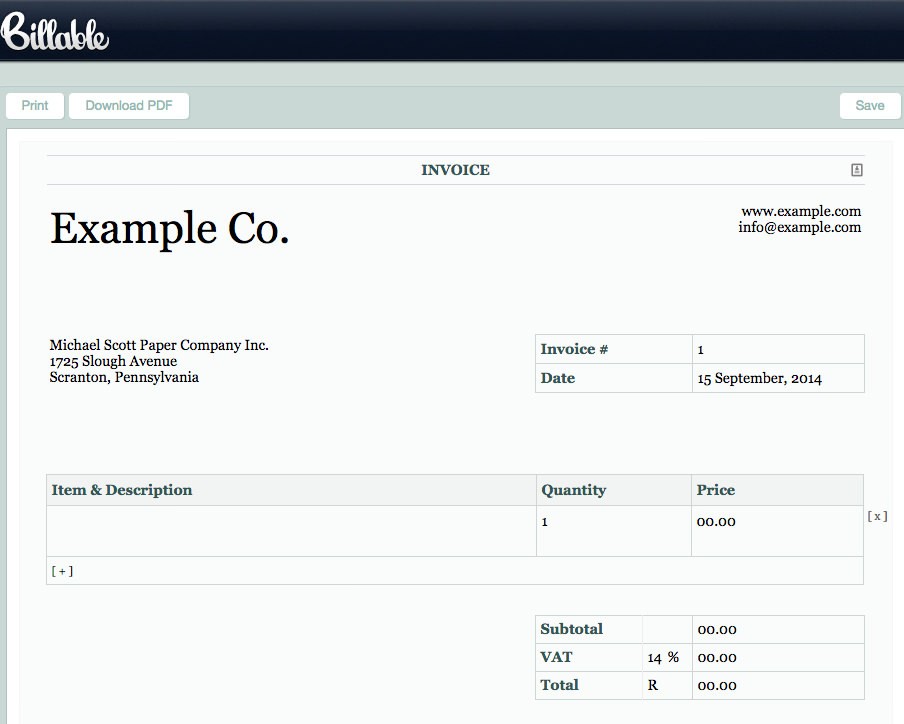 Billable
Print Download PDF Save
INVOICE
Example Co.
www.example.com
info@example.com
Michael Scott Paper Company Inc.
1725 Slough Avenue
Scranton, Pennsylvania
Invoice # 1
Date 15 September, 2014
Item & Description Quantity Price
1 00.00 [x]
[+]
Subtotal 00.00
VAT 14 % 00.00
Total R 00.00